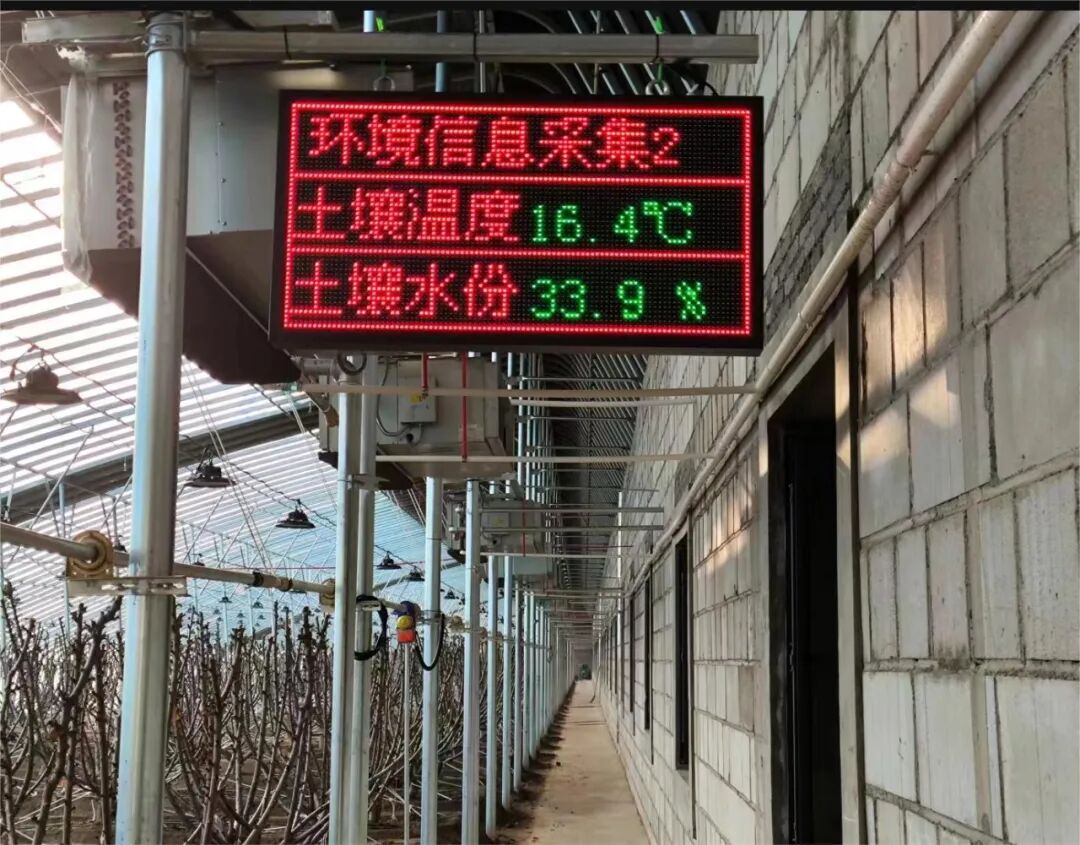 环境信息采集2
土壤温度 16.4℃
土壤水份 33.9 %